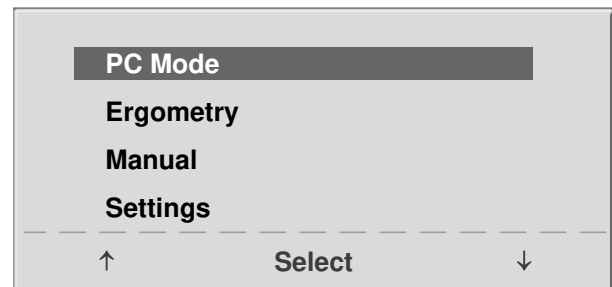 PC Mode
Ergometry
Manual
Settings
↑ Select ↓